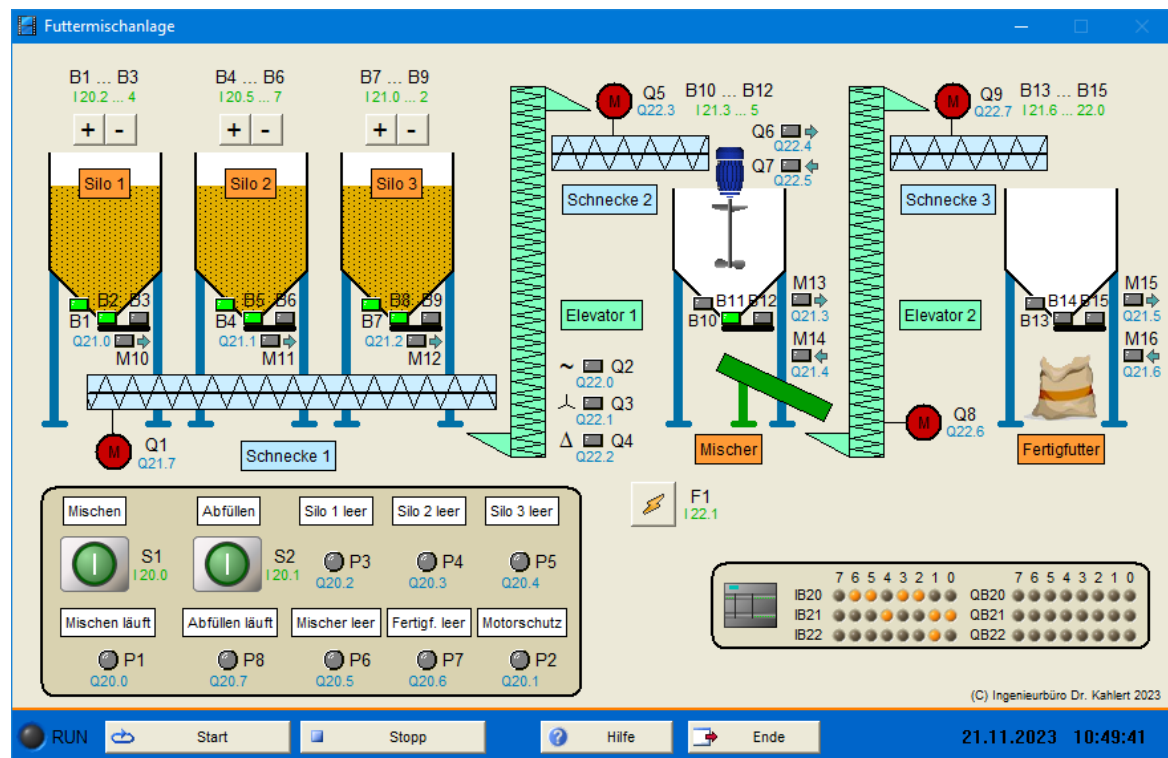 Futtermischanlage
B1 ... B3
I 20.2 ... 4
+ -
B4 ... B6
I 20.5 ... 7
+ -
B7 ... B9
I 21.0 ... 2
+ -
Q5
Q22.3
M
B10 ... B12
I 21.3 ... 5
Q9
Q22.7
M
B13 ... B15
I 21.6 ... 22.0
Q6
Q22.4
Q7
Q22.5
Silo 1
Silo 2
Silo 3
Schnecke 2
Schnecke 3
B1
B2
B3
B4
B5
B6
B7
B8
B9
Q21.0
M10
Q21.1
M11
Q21.2
M12
Elevator 1
B10
B11
B12
M13
Q21.3
M14
Q21.4
Elevator 2
B13
B14
B15
M15
Q21.5
M16
Q21.6
~ Q2
Q22.0
Q3
Q22.1
Δ Q4
Q22.2
M
Q1
Q21.7
Schnecke 1
Mischer
M
Q8
Q22.6
Fertigfutter
F1
I 22.1
Mischen
Abfüllen
Silo 1 leer
Silo 2 leer
Silo 3 leer
S1
I 20.0
S2
I 20.1
P3
Q20.2
P4
Q20.3
P5
Q20.4
Mischen läuft
Abfüllen läuft
Mischer leer
Fertigf. leer
Motorschutz
P1
Q20.0
P8
Q20.7
P6
Q20.5
P7
Q20.6
P2
Q20.1
7 6 5 4 3 2 1 0
7 6 5 4 3 2 1 0
IB20
QB20
IB21
QB21
IB22
QB22
(C) Ingenieurbüro Dr. Kahlert 2023
RUN
Start
Stopp
? Hilfe
Ende
21.11.2023 10:49:41